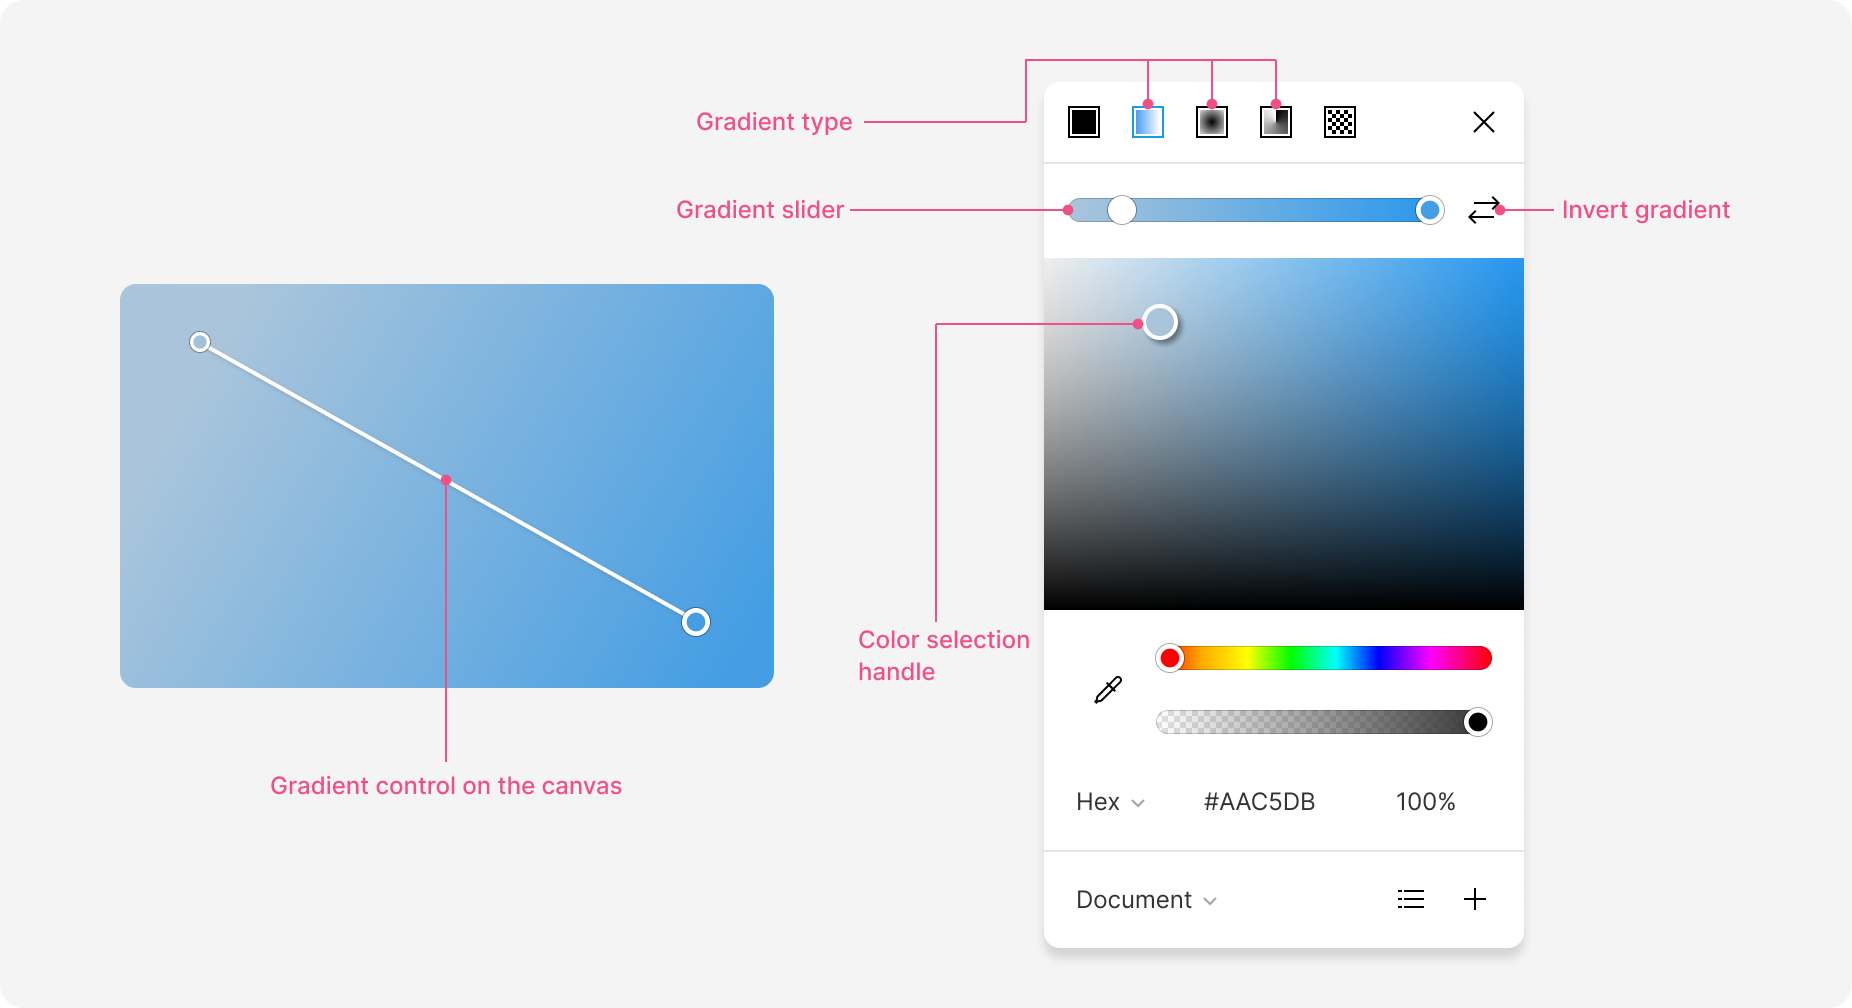 Gradient type
Gradient slider
Invert gradient
Color selection
handle
Gradient control on the canvas
Hex
#AAC5DB
100%
Document